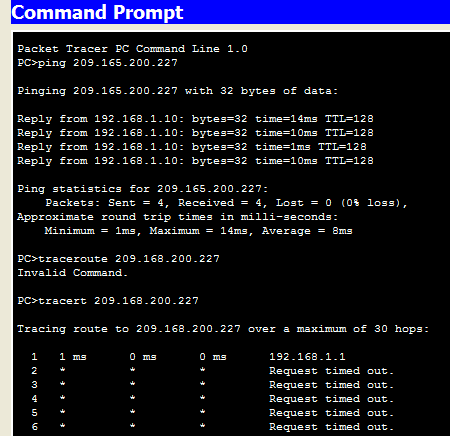 Command Prompt
Packet Tracer PC Command Line 1.0
PC>ping 209.165.200.227
Pinging 209.165.200.227 with 32 bytes of data:
Reply from 192.168.1.10: bytes=32 time=14ms TTL=128
Reply from 192.168.1.10: bytes=32 time=10ms TTL=128
Reply from 192.168.1.10: bytes=32 time=1ms TTL=128
Reply from 192.168.1.10: bytes=32 time=10ms TTL=128
Ping statistics for 209.165.200.227:
Packets: Sent = 4, Received = 4, Lost = 0 (0% loss),
Approximate round trip times in milli-seconds:
Minimum = 1ms, Maximum = 14ms, Average = 8ms
PC>traceroute 209.168.200.227
Invalid Command.
PC>tracert 209.168.200.227
Tracing route to 209.168.200.227 over a maximum of 30 hops:
1 1 ms 0 ms 0 ms 192.168.1.1
2 * * * Request timed out.
3 * * * Request timed out.
4 * * * Request timed out.
5 * * * Request timed out.
6 * * * Request timed out.